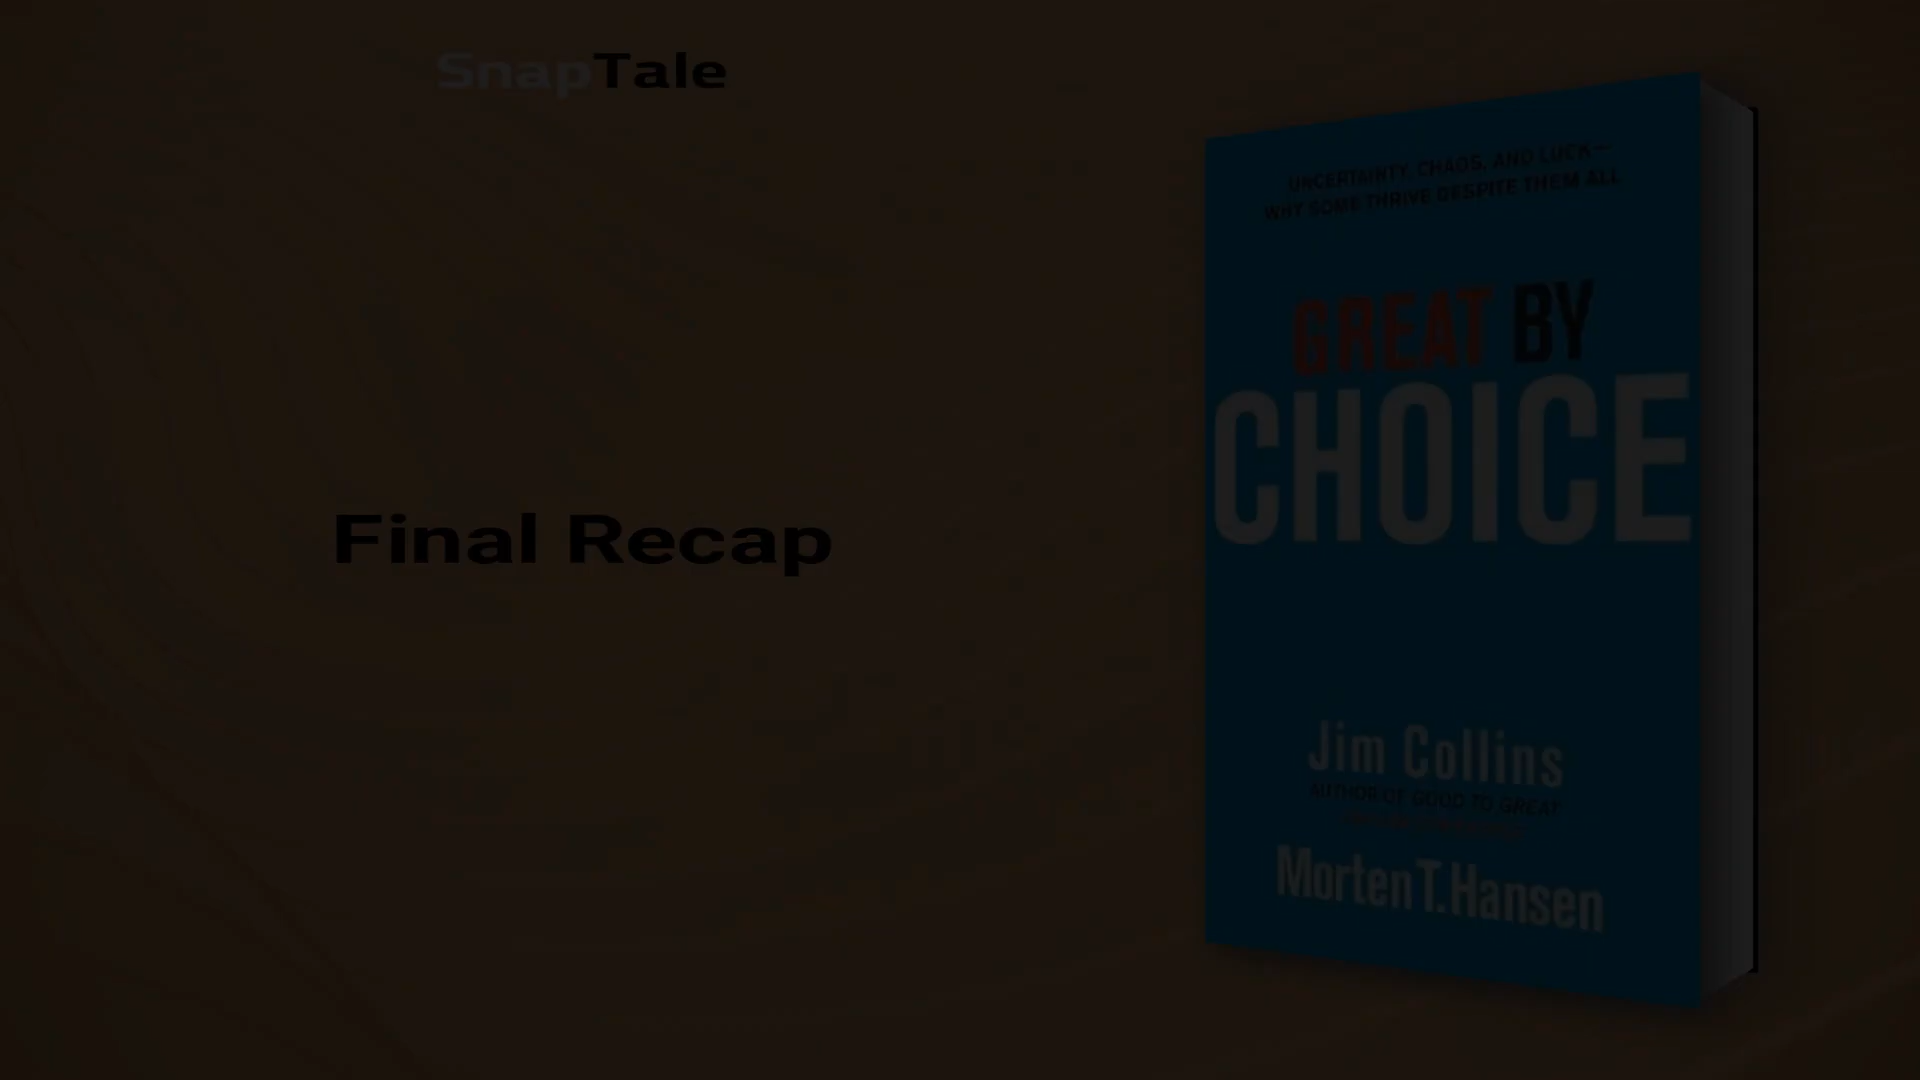 SnapTale
Final Recap
UNCERTAINTY, CHAOS, AND LUCK—
WHY SOME THRIVE DESPITE THEM ALL
GREAT BY
CHOICE
Jim Collins
AUTHOR OF GOOD TO GREAT
Morten T. Hansen